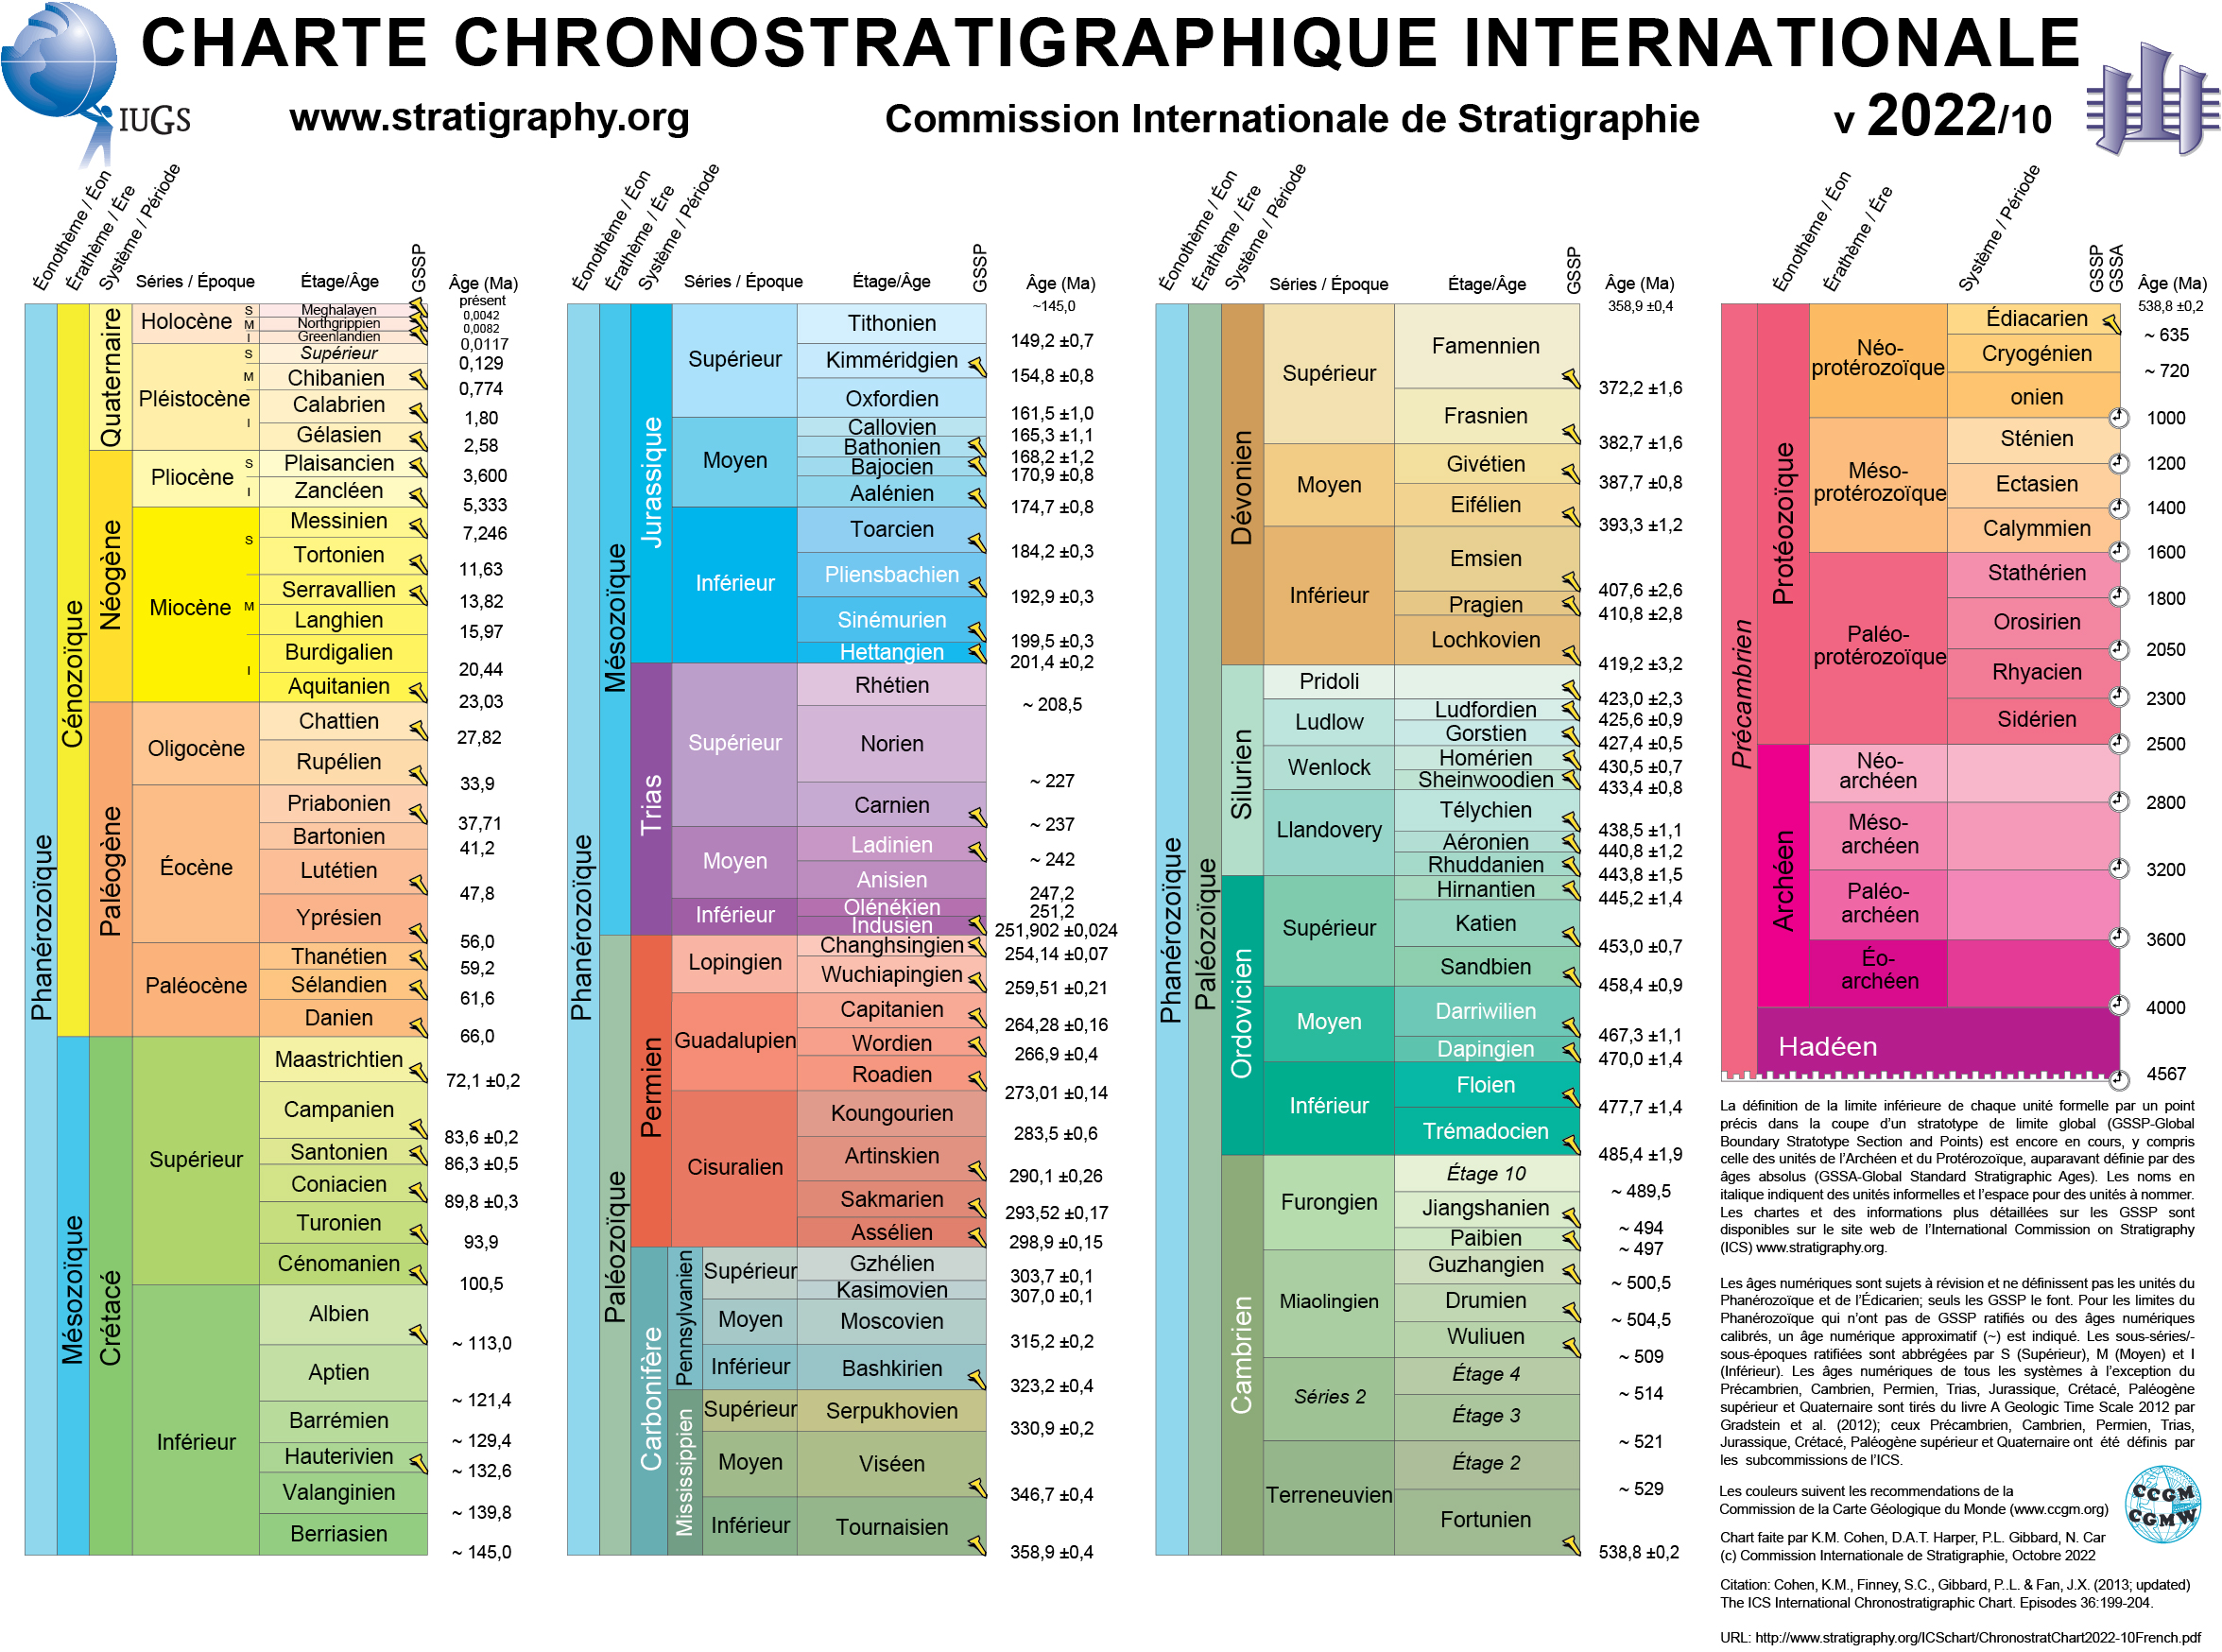 CHARTE CHRONOSTRATIGRAPHIQUE INTERNATIONALE
IUGS
www.stratigraphy.org
Commission Internationale de Stratigraphie
v 2022/10
Éonothème / Éon
Érathème / Ére
Système / Période
Séries / Époque
Étage/Âge
GSSP
Âge (Ma)
Phanérozoïque
Cénozoïque
Mésozoïque
Quaternaire
Néogène
Paléogène
Crétacé
Holocène
S
M
I
Meghalayen
Northgrippien
Greenlandien
Pléistocène
S
M
I
Supérieur
Chibanien
Calabrien
Gélasien
Pliocène
S
I
Plaisancien
Zancléen
Miocène
S
M
I
Messinien
Tortonien
Serravallien
Langhien
Burdigalien
Aquitanien
Oligocène
Chattien
Rupélien
Éocène
Priabonien
Bartonien
Lutétien
Yprésien
Paléocène
Thanétien
Sélandien
Danien
Supérieur
Maastrichtien
Campanien
Santonien
Coniacien
Turonien
Cénomanien
Inférieur
Albien
Aptien
Barrémien
Hauterivien
Valanginien
Berriasien
présent
0,0042
0,0082
0,0117
0,129
0,774
1,80
2,58
3,600
5,333
7,246
11,63
13,82
15,97
20,44
23,03
27,82
33,9
37,71
41,2
47,8
56,0
59,2
61,6
66,0
72,1 ±0,2
83,6 ±0,2
86,3 ±0,5
89,8 ±0,3
93,9
100,5
~ 113,0
~ 121,4
~ 129,4
~ 132,6
~ 139,8
~ 145,0
Éonothème / Éon
Érathème / Ére
Système / Période
Séries / Époque
Étage/Âge
GSSP
Âge (Ma)
Phanérozoïque
Mésozoïque
Paléozoïque
Jurassique
Trias
Permien
Carbonifère
Pennsylvanien
Mississippien
Supérieur
Tithonien
Kimméridgien
Oxfordien
Moyen
Callovien
Bathonien
Bajocien
Aalénien
Inférieur
Toarcien
Pliensbachien
Sinémurien
Hettangien
Supérieur
Rhétien
Norien
Carnien
Moyen
Ladinien
Anisien
Inférieur
Olénékien
Indusien
Lopingien
Changhsingien
Wuchiapingien
Guadalupien
Capitanien
Wordien
Roadien
Cisuralien
Koungourien
Artinskien
Sakmarien
Assélien
Supérieur
Gzhélien
Kasimovien
Moyen
Moscovien
Inférieur
Bashkirien
Supérieur
Serpukhovien
Moyen
Viséen
Inférieur
Tournaisien
~145,0
149,2 ±0,7
154,8 ±0,8
161,5 ±1,0
165,3 ±1,1
168,2 ±1,2
170,9 ±0,8
174,7 ±0,8
184,2 ±0,3
192,9 ±0,3
199,5 ±0,3
201,4 ±0,2
~ 208,5
~ 227
~ 237
~ 242
247,2
251,2
251,902 ±0,024
254,14 ±0,07
259,51 ±0,21
264,28 ±0,16
266,9 ±0,4
273,01 ±0,14
283,5 ±0,6
290,1 ±0,26
293,52 ±0,17
298,9 ±0,15
303,7 ±0,1
307,0 ±0,1
315,2 ±0,2
323,2 ±0,4
330,9 ±0,2
346,7 ±0,4
358,9 ±0,4
Éonothème / Éon
Érathème / Ére
Système / Période
Séries / Époque
Étage/Âge
GSSP
Âge (Ma)
Phanérozoïque
Paléozoïque
Dévonien
Silurien
Ordovicien
Cambrien
Supérieur
Famennien
Frasnien
Moyen
Givétien
Eifélien
Inférieur
Emsien
Pragien
Lochkovien
Pridoli
Ludlow
Ludfordien
Gorstien
Wenlock
Homérien
Sheinwoodien
Llandovery
Télychien
Aéronien
Rhuddanien
Supérieur
Hirnantien
Katien
Sandbien
Moyen
Darriwilien
Dapingien
Inférieur
Floien
Trémadocien
Furongien
Étage 10
Jiangshanien
Paibien
Miaolingien
Guzhangien
Drumien
Wuliuen
Séries 2
Étage 4
Étage 3
Terreneuvien
Étage 2
Fortunien
358,9 ±0,4
372,2 ±1,6
382,7 ±1,6
387,7 ±0,8
393,3 ±1,2
407,6 ±2,6
410,8 ±2,8
419,2 ±3,2
423,0 ±2,3
425,6 ±0,9
427,4 ±0,5
430,5 ±0,7
433,4 ±0,8
438,5 ±1,1
440,8 ±1,2
443,8 ±1,5
445,2 ±1,4
453,0 ±0,7
458,4 ±0,9
467,3 ±1,1
470,0 ±1,4
477,7 ±1,4
485,4 ±1,9
~ 489,5
~ 494
~ 497
~ 500,5
~ 504,5
~ 509
~ 514
~ 521
~ 529
538,8 ±0,2
Éonothème / Éon
Érathème / Ére
Système / Période
GSSP
GSSA
Âge (Ma)
Précambrien
Protéozoïque
Archéen
Hadéen
Néo-
protérozoïque
Édiacarien
Cryogénien
onien
Méso-
protérozoïque
Sténien
Ectasien
Calymmien
Paléo-
protérozoïque
Stathérien
Orosirien
Rhyacien
Sidérien
Néo-
archéen
Méso-
archéen
Paléo-
archéen
Éo-
archéen
538,8 ±0,2
~ 635
~ 720
1000
1200
1400
1600
1800
2050
2300
2500
2800
3200
3600
4000
4567
La définition de la limite inférieure de chaque unité formelle par un point
précis dans la coupe d’un stratotype de limite global (GSSP-Global
Boundary Stratotype Section and Points) est encore en cours, y compris
celle des unités de l’Archéen et du Protérozoïque, auparavant définie par des
âges absolus (GSSA-Global Standard Stratigraphic Ages). Les noms en
italique indiquent des unités informelles et l’espace pour des unités à nommer.
Les chartes et des informations plus détaillées sur les GSSP sont
disponibles sur le site web de l’International Commission on Stratigraphy
(ICS) www.stratigraphy.org.
Les âges numériques sont sujets à révision et ne définissent pas les unités du
Phanérozoïque et de l’Édicarien; seuls les GSSP le font. Pour les limites du
Phanérozoïque qui n’ont pas de GSSP ratifiés ou des âges numériques
calibrés, un âge numérique approximatif (~) est indiqué. Les sous-séries/-
sous-époques ratifiées sont abbrégées par S (Supérieur), M (Moyen) et I
(Inférieur). Les âges numériques de tous les systèmes à l’exception du
Précambrien, Cambrien, Permien, Trias, Jurassique, Crétacé, Paléogène
supérieur et Quaternaire sont tirés du livre A Geologic Time Scale 2012 par
Gradstein et al. (2012); ceux Précambrien, Cambrien, Permien, Trias,
Jurassique, Crétacé, Paléogène supérieur et Quaternaire ont été définis par
les subcommissions de l’ICS.
Les couleurs suivent les recommendations de la
Commission de la Carte Géologique du Monde (www.ccgm.org)
CCGM
CGMW
Chart faite par K.M. Cohen, D.A.T. Harper, P.L. Gibbard, N. Car
(c) Commission Internationale de Stratigraphie, Octobre 2022
Citation: Cohen, K.M., Finney, S.C., Gibbard, P..L. & Fan, J.X. (2013; updated)
The ICS International Chronostratigraphic Chart. Episodes 36:199-204.
URL: http://www.stratigraphy.org/ICSchart/ChronostratChart2022-10French.pdf